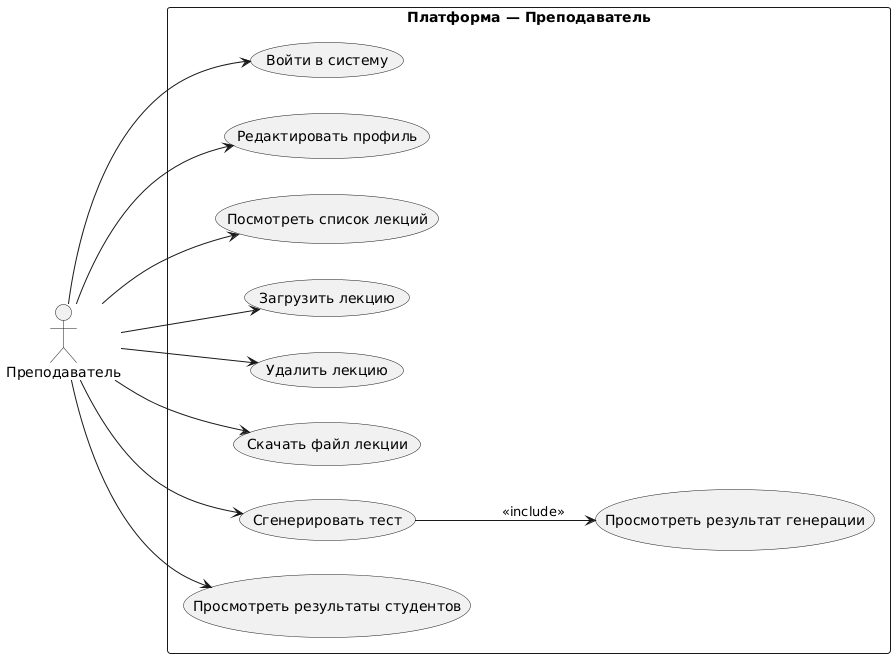 Платформа — Преподаватель
Войти в систему
Редактировать профиль
Посмотреть список лекций
Загрузить лекцию
Преподаватель
Удалить лекцию
Скачать файл лекции
«include»
Сгенерировать тест
Просмотреть результат генерации
Просмотреть результаты студентов